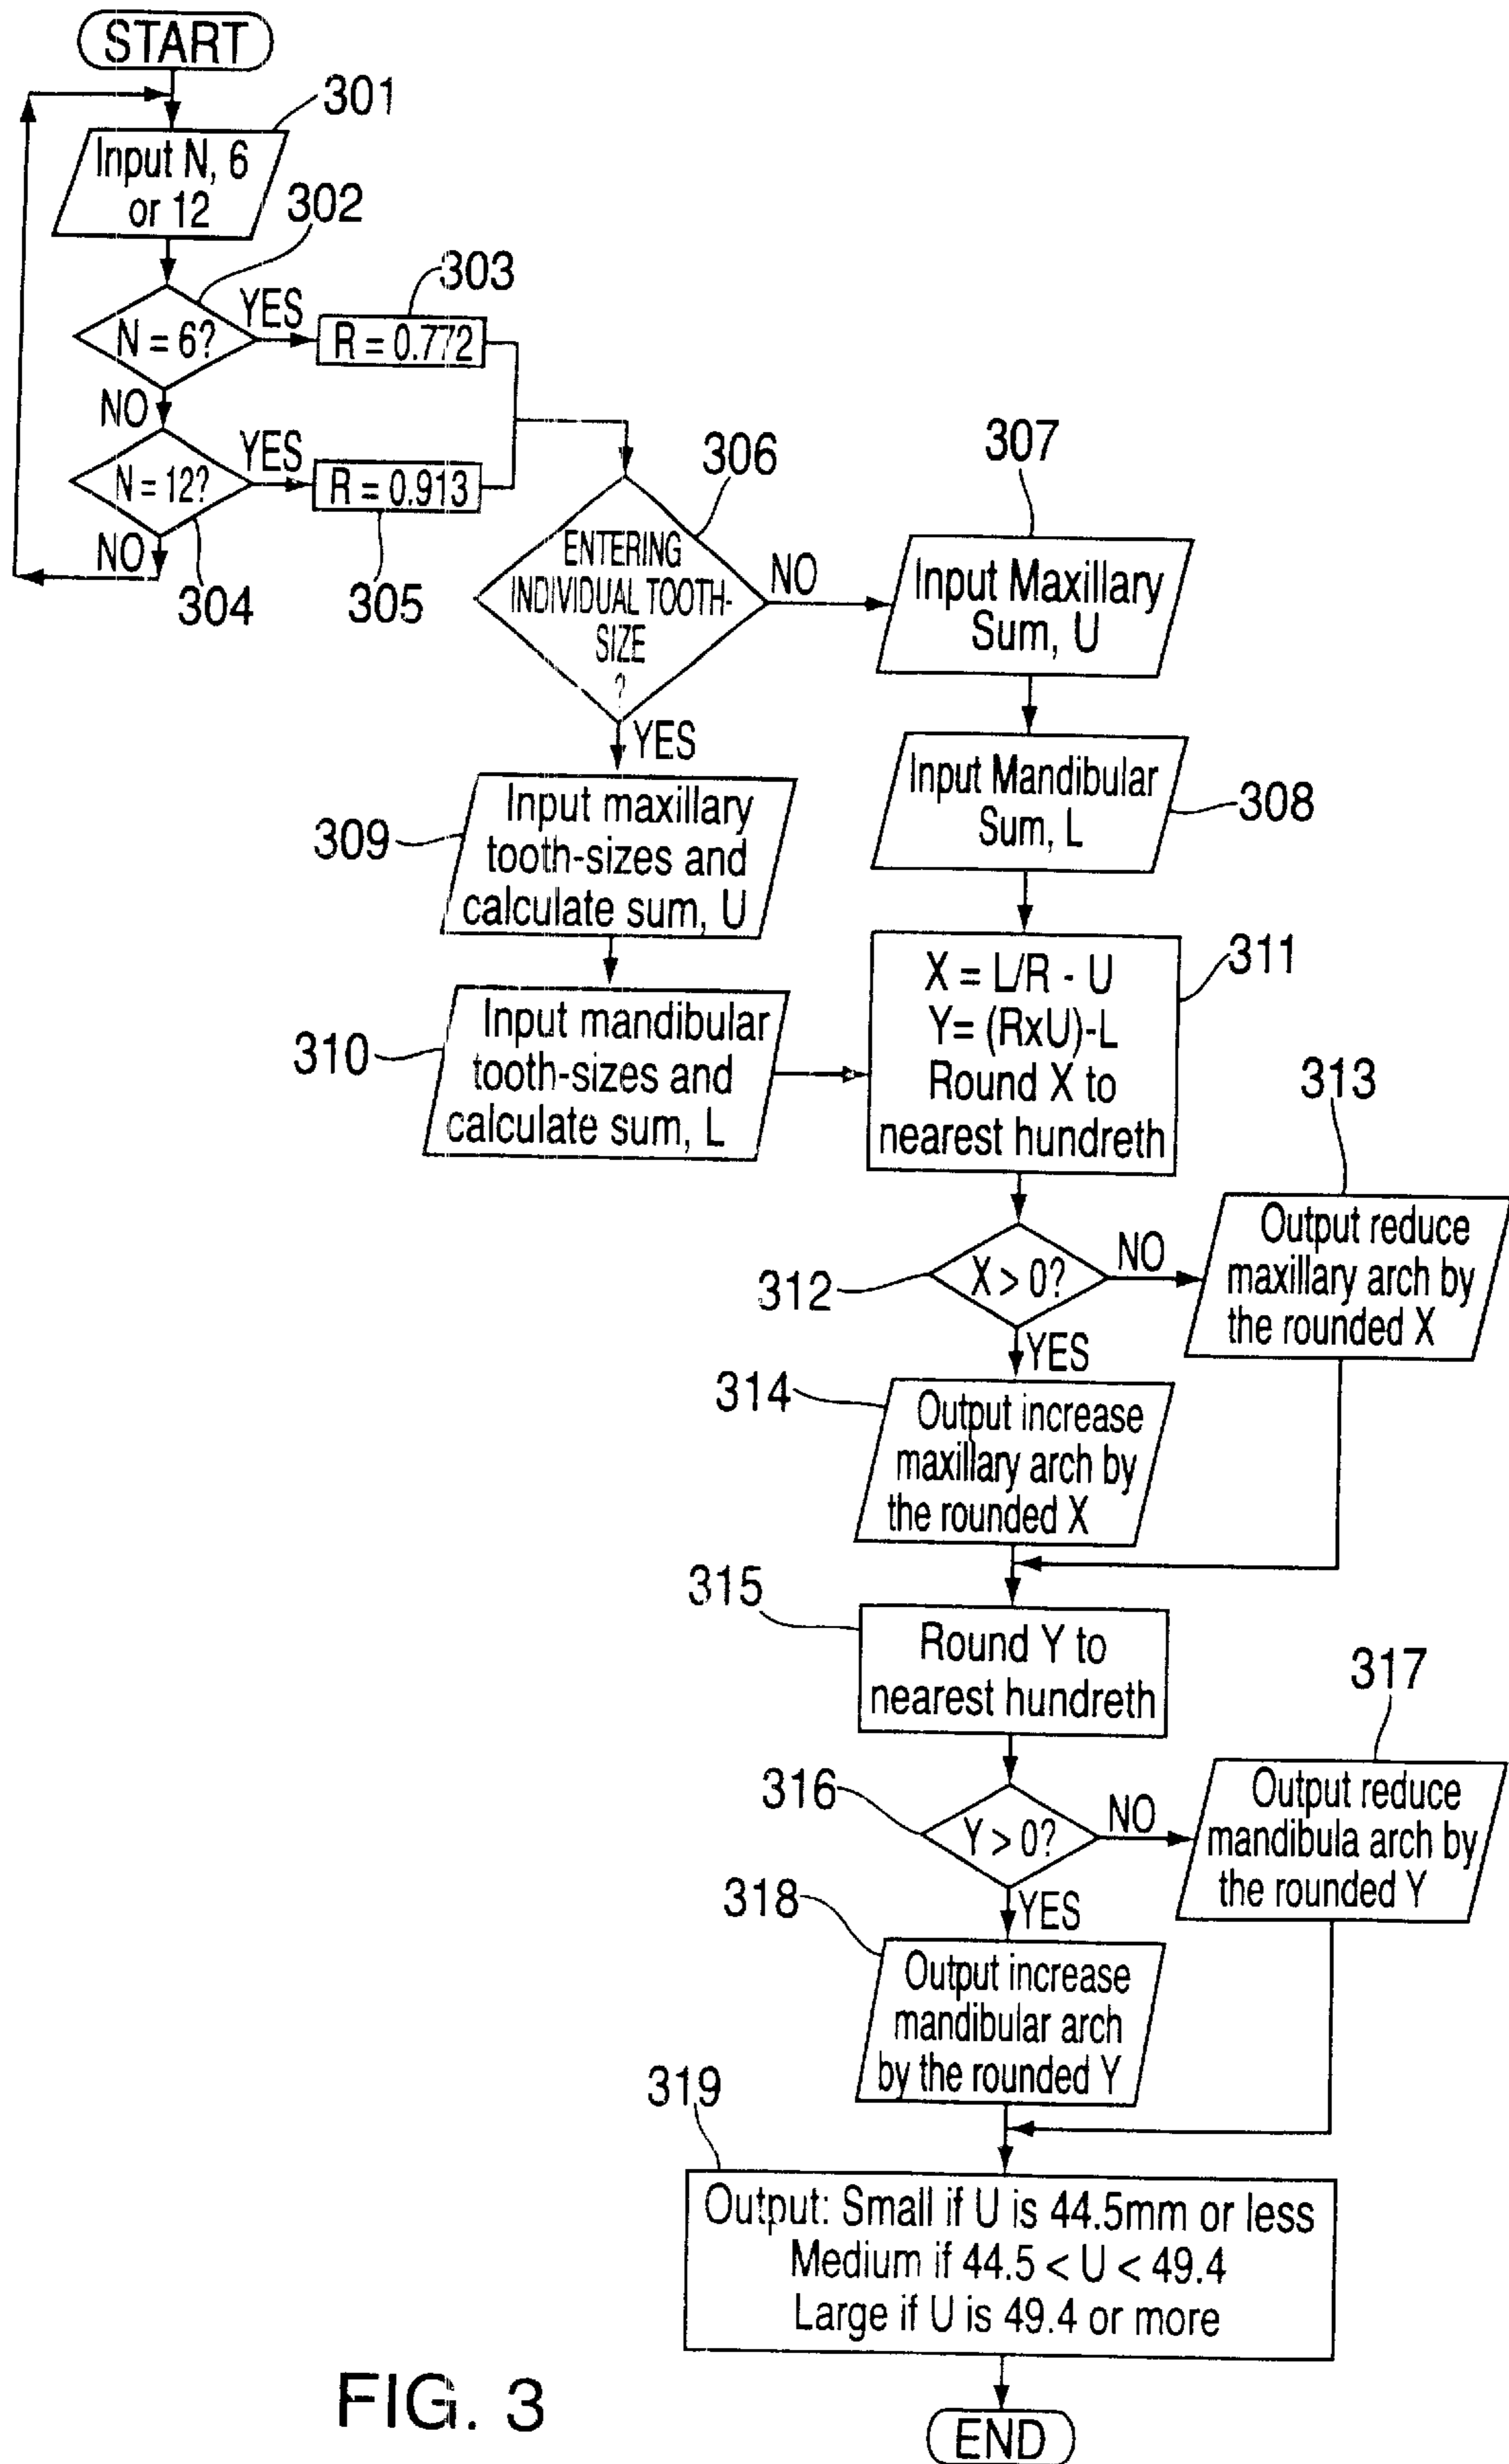 START
301
Input N, 6
or 12
302
303
N = 6?
YES
R = 0.772
NO
N = 12?
YES
R = 0.913
NO
304
305
306
ENTERING
INDIVIDUAL TOOTH-
SIZE
?
NO
YES
307
Input Maxillary
Sum, U
Input Mandibular
Sum, L
308
309
Input maxillary
tooth-sizes and
calculate sum, U
310
Input mandibular
tooth-sizes and
calculate sum, L
311
X = L/R - U
Y= (RxU)-L
Round X to
nearest hundreth
312
X > 0?
NO
YES
313
Output reduce
maxillary arch by
the rounded X
314
Output increase
maxillary arch by
the rounded X
315
Round Y to
nearest hundreth
316
Y > 0?
NO
YES
317
Output reduce
mandibula arch by
the rounded Y
318
Output increase
mandibular arch
by the rounded Y
319
Output: Small if U is 44.5mm or less
Medium if 44.5 < U < 49.4
Large if U is 49.4 or more
END
FIG. 3